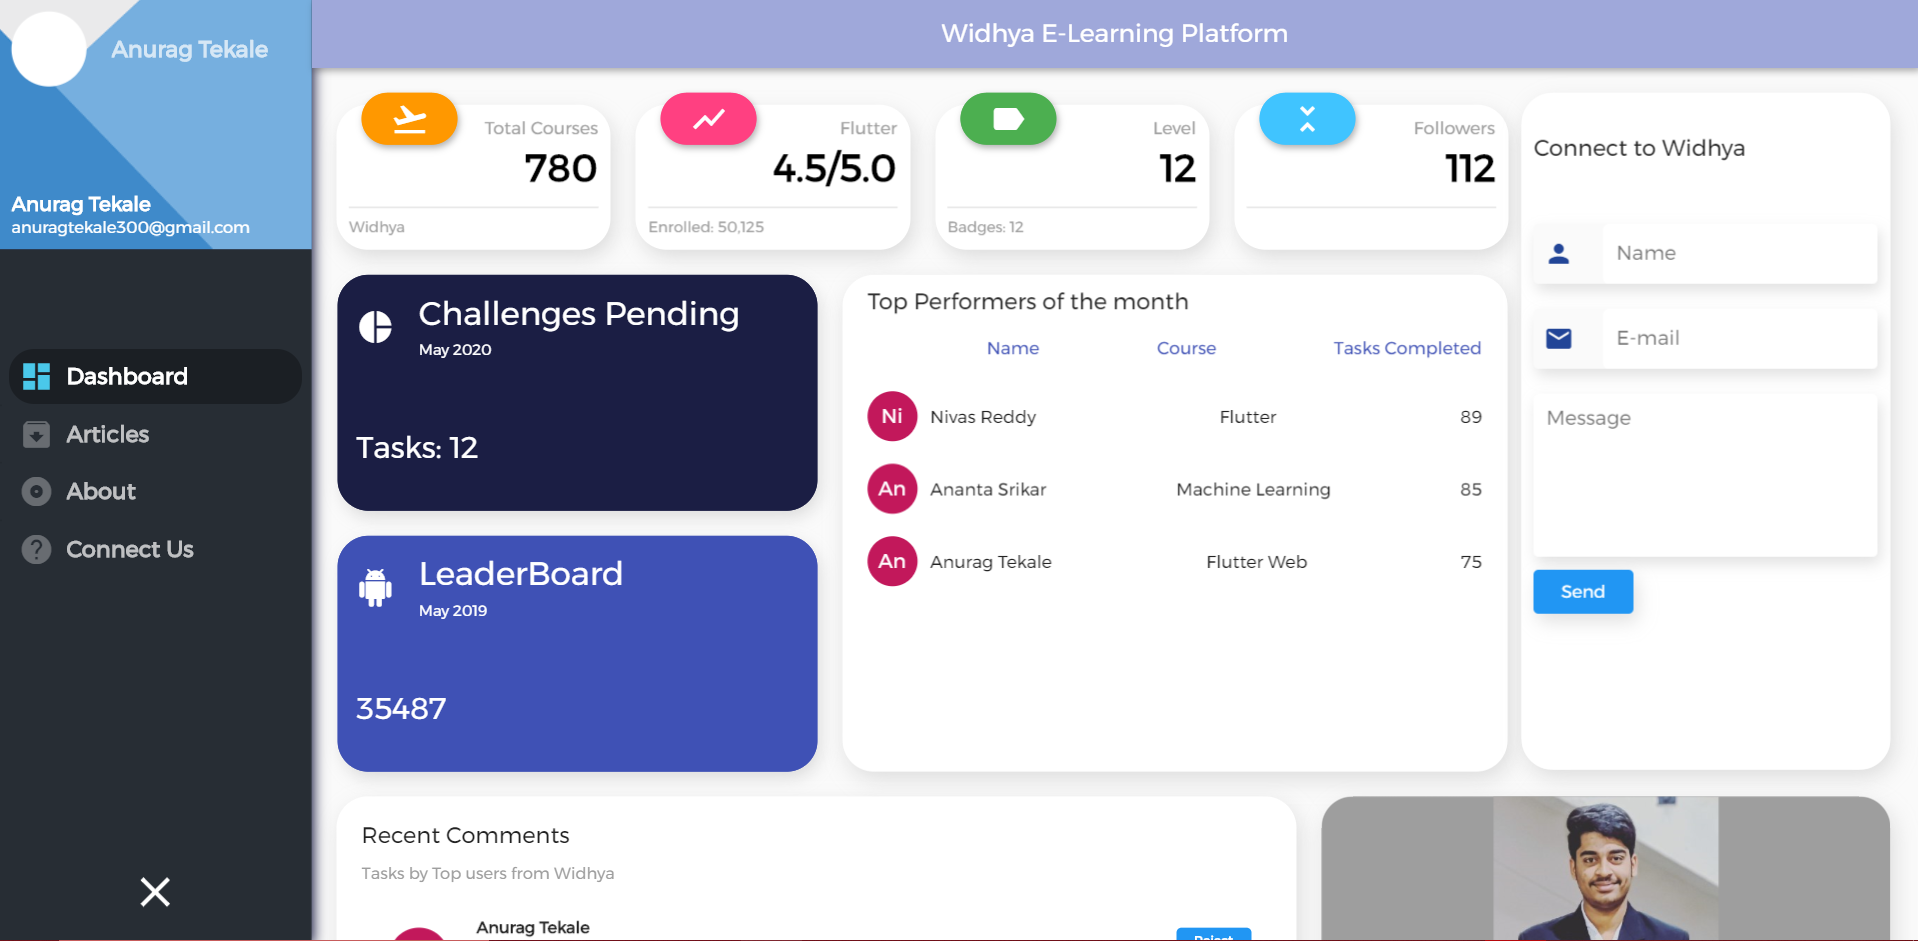 Anurag Tekale
Anurag Tekale
anuragtekale300@gmail.com
Dashboard
Articles
About
Connect Us
Widhya E-Learning Platform
Total Courses
780
Widhya
Flutter
4.5/5.0
Enrolled: 50,125
Level
12
Badges: 12
Followers
112
Challenges Pending
May 2020
Tasks: 12
LeaderBoard
May 2019
35487
Top Performers of the month
Name Course Tasks Completed
Ni Nivas Reddy Flutter 89
An Ananta Srikar Machine Learning 85
An Anurag Tekale Flutter Web 75
Connect to Widhya
Name
E-mail
Message
Send
Recent Comments
Tasks by Top users from Widhya
Anurag Tekale